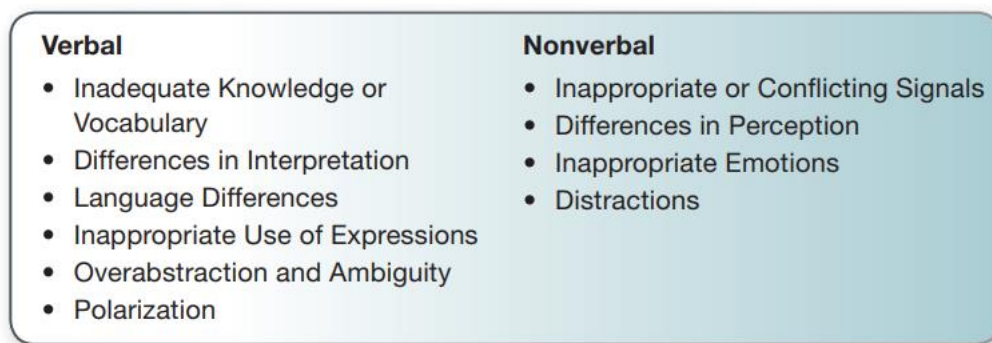 Verbal
• Inadequate Knowledge or
Vocabulary
• Differences in Interpretation
• Language Differences
• Inappropriate Use of Expressions
• Overabstraction and Ambiguity
• Polarization
Nonverbal
• Inappropriate or Conflicting Signals
• Differences in Perception
• Inappropriate Emotions
• Distractions